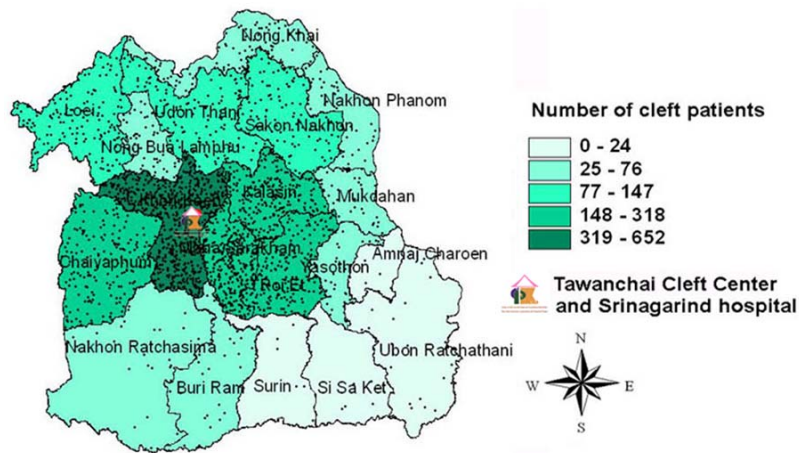 Nong Khai
Loei
Udon Thani
Nakhon Phanom
Sakon Nakhon
Nong Bua Lamphu
Kalasin
Mukdahan
Chaiyaphum
Yasothon
Amnaj Charoen
Roi Et
Nakhon Ratchasima
Buri Ram
Surin
Si Sa Ket
Ubon Ratchathani
Number of cleft patients
0 - 24
25 - 76
77 - 147
148 - 318
319 - 652
Tawanchai Cleft Center
and Srinagarind hospital
N
W
E
S